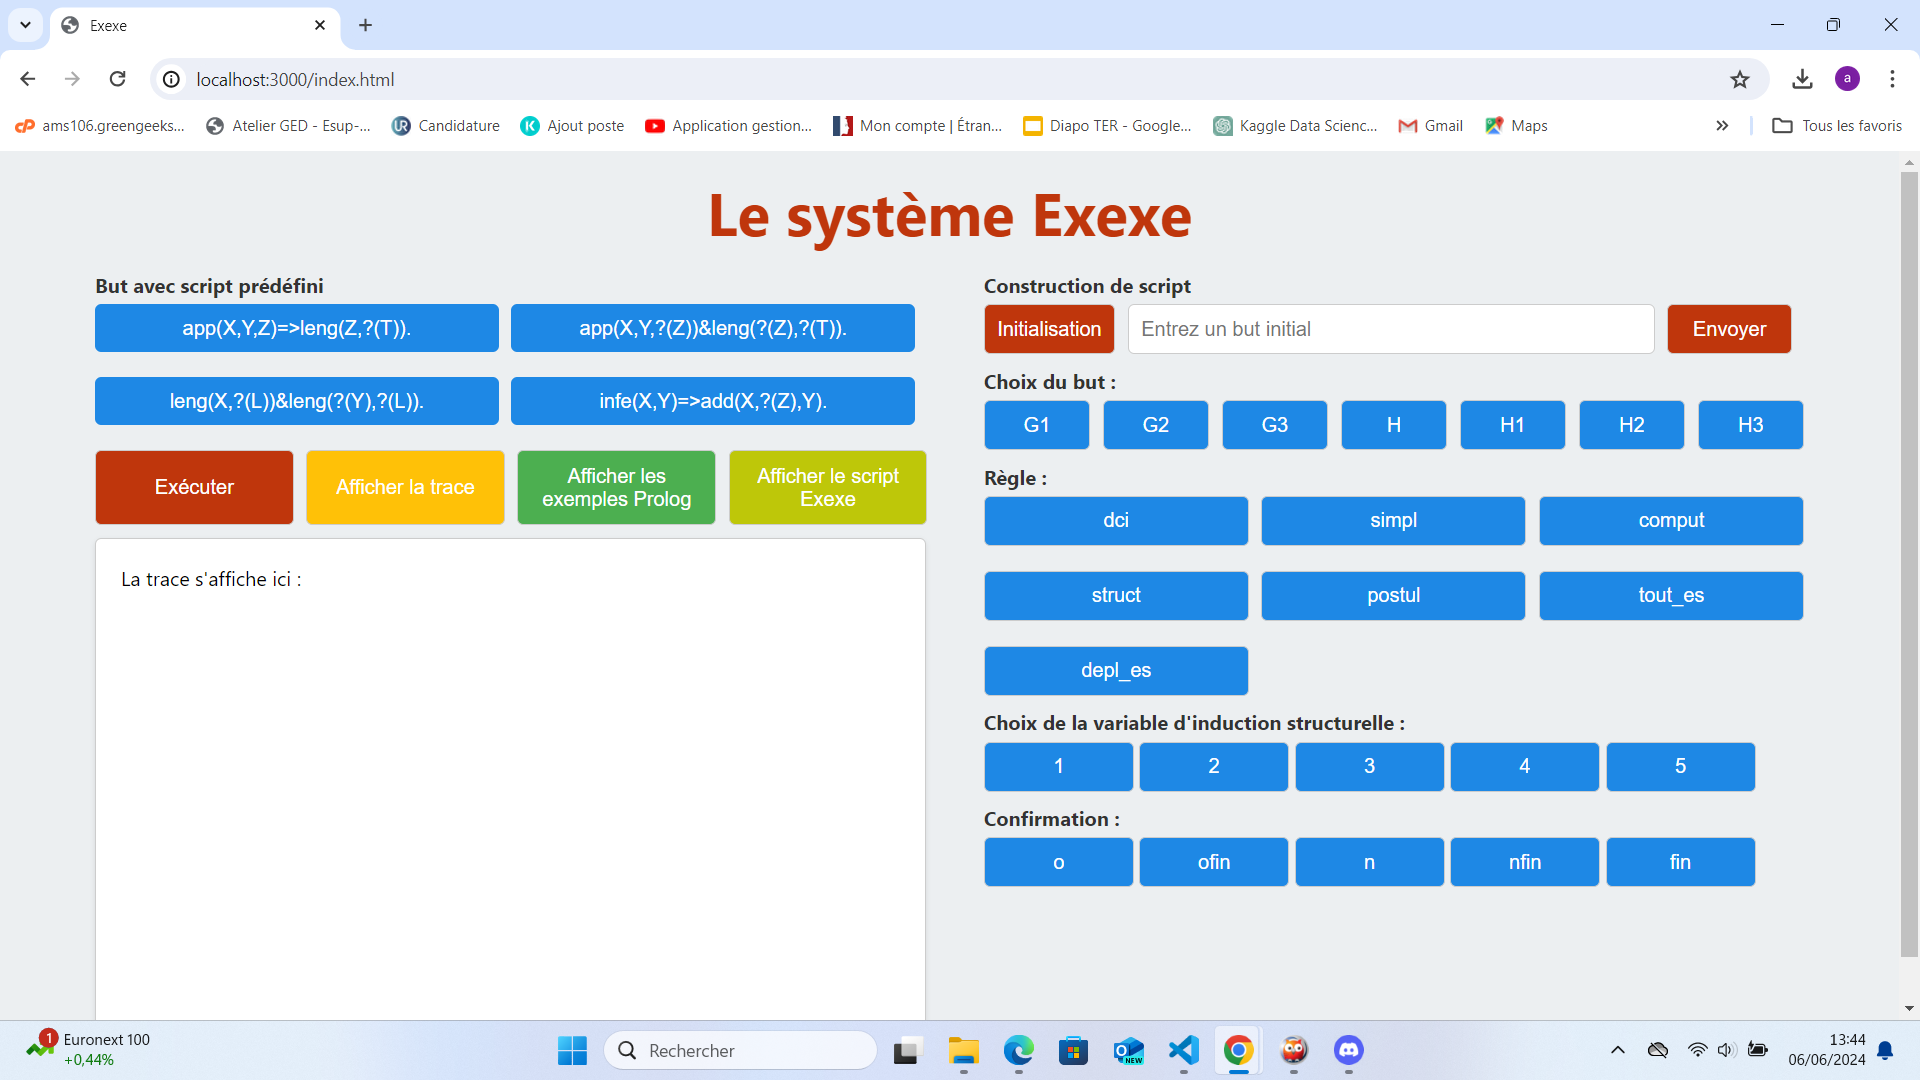 Exexe
localhost:3000/index.html
a
ams106.greengeeks...
Atelier GED - Esup-...
UR
Candidature
K
Ajout poste
Application gestion...
Mon compte | Étran...
Diapo TER - Google...
Kaggle Data Scienc...
Gmail
Maps
Tous les favoris
Le système Exexe
But avec script prédéfini
app(X,Y,Z)=>leng(Z,?(T)).
app(X,Y,?(Z))&leng(?(Z),?(T)).
leng(X,?(L))&leng(?(Y),?(L)).
infe(X,Y)=>add(X,?(Z),Y).
Exécuter
Afficher la trace
Afficher les
exemples Prolog
Afficher le script
Exexe
La trace s'affiche ici :
Construction de script
Initialisation
Entrez un but initial
Envoyer
Choix du but :
G1
G2
G3
H
H1
H2
H3
Règle :
dci
simpl
comput
struct
postul
tout_es
depl_es
Choix de la variable d'induction structurelle :
1
2
3
4
5
Confirmation :
o
ofin
n
nfin
fin
1
Euronext 100
+0,44%
Rechercher
NEW
13:44
06/06/2024